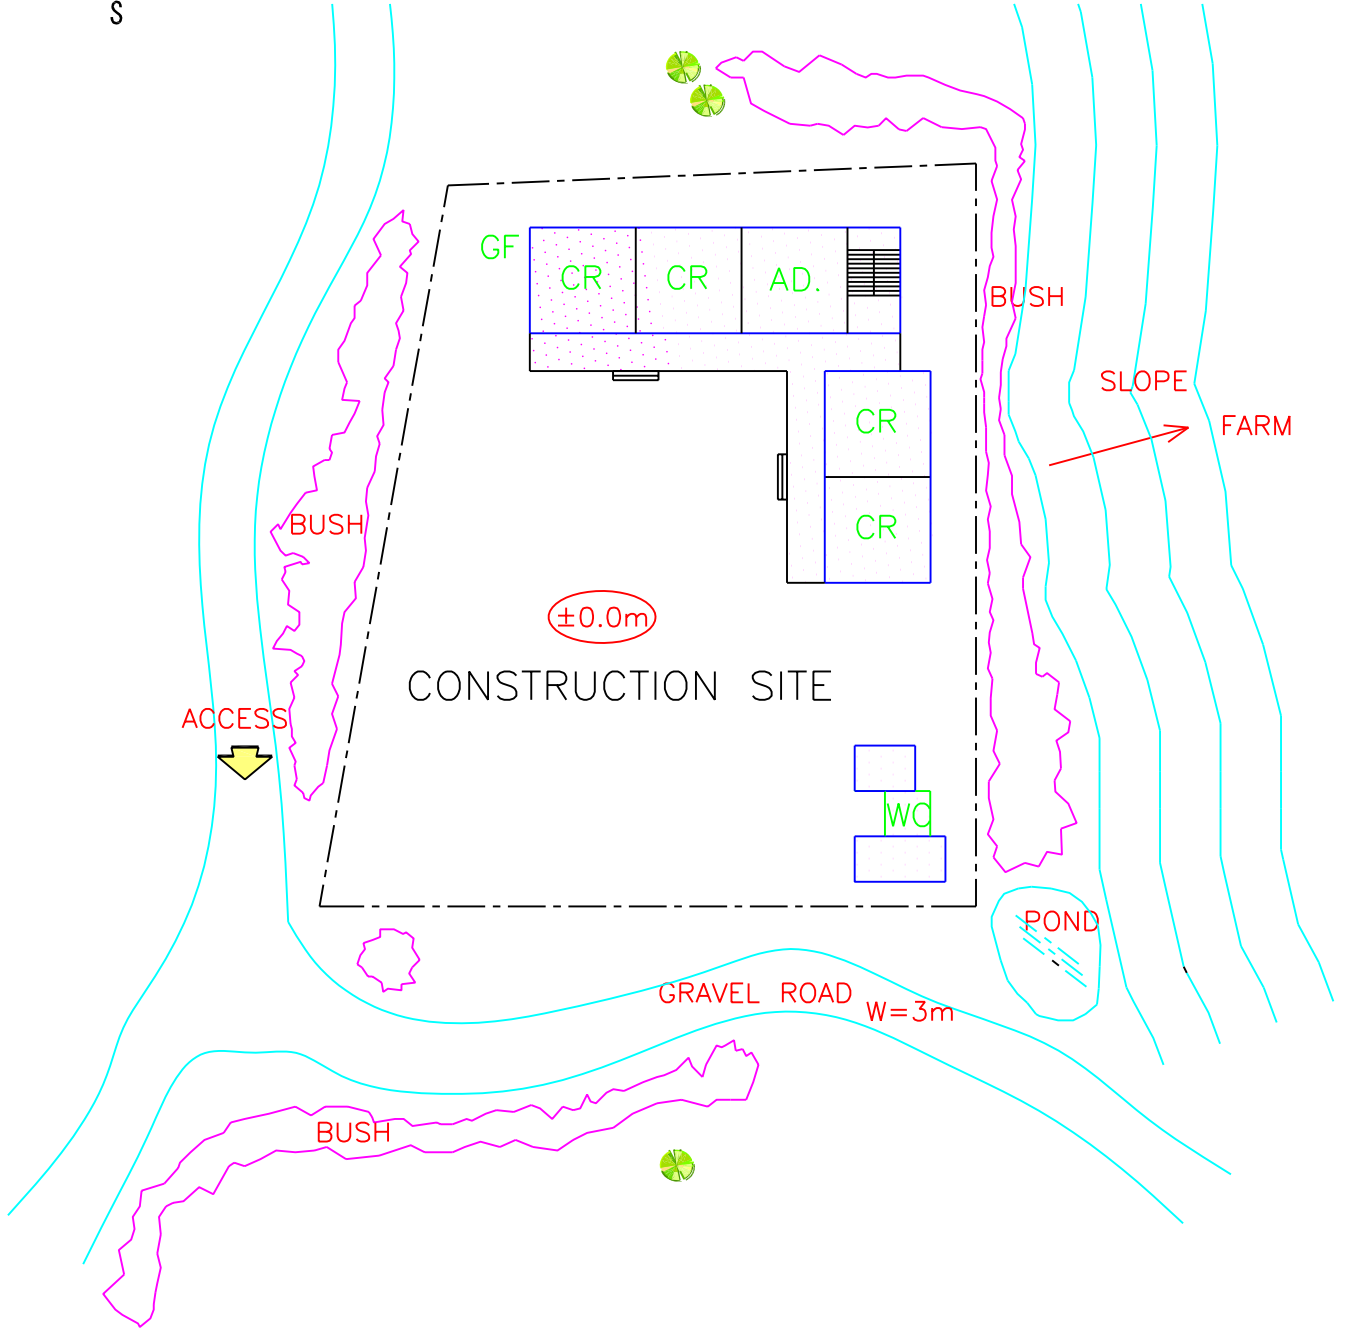 S
GF
CR
CR
AD.
BUSH
SLOPE
CR
FARM
BUSH
CR
±0.0m
CONSTRUCTION SITE
ACCESS
WC
POND
GRAVEL ROAD
W=3m
BUSH